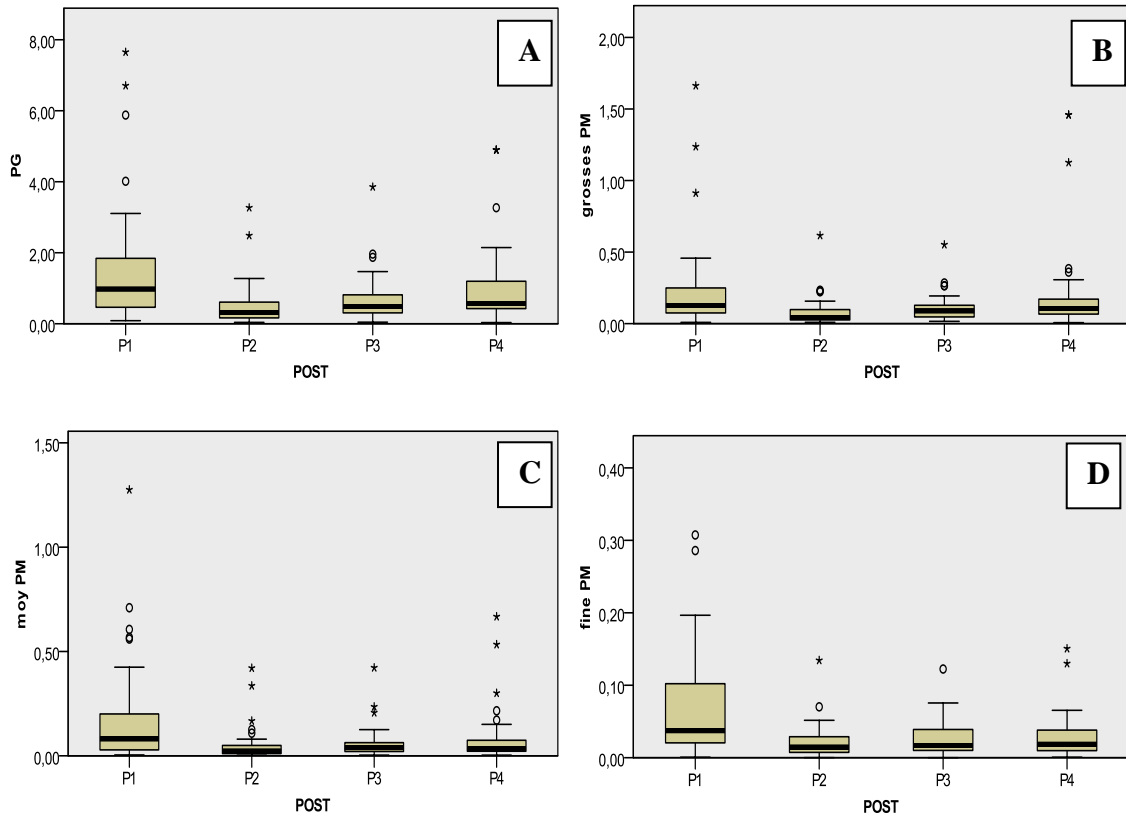 A
PG
8,00
6,00
4,00
2,00
0,00
P1 P2 P3 P4
POST
B
grosses PM
2,00
1,50
1,00
0,50
0,00
P1 P2 P3 P4
POST
C
moy PM
1,50
1,00
0,50
0,00
P1 P2 P3 P4
POST
D
fine PM
0,40
0,30
0,20
0,10
0,00
P1 P2 P3 P4
POST